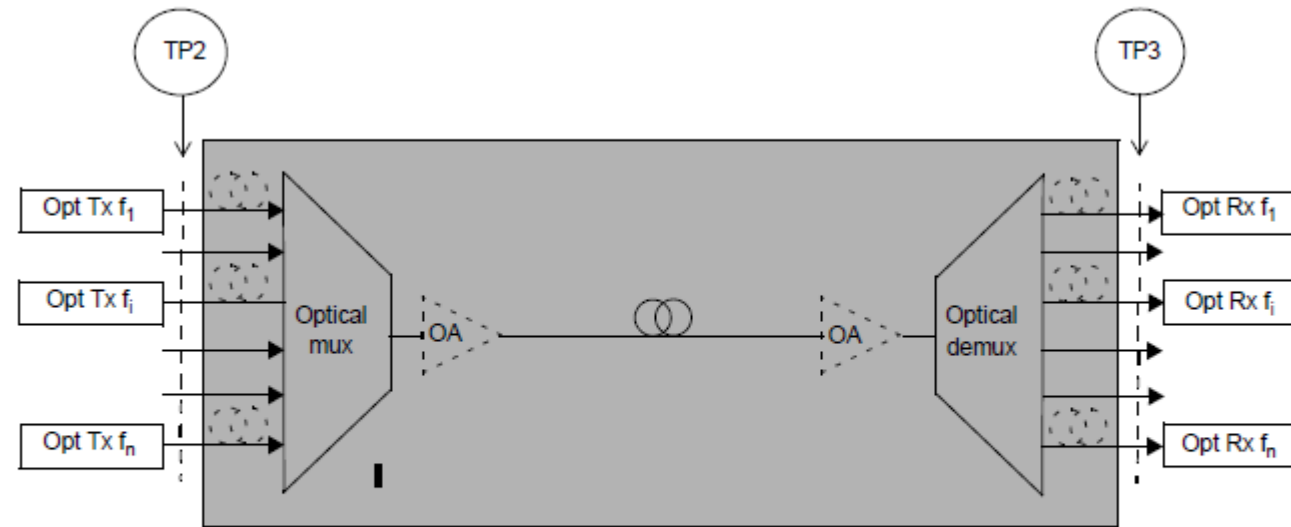 TP2
TP3
Opt Tx f₁
Opt Rx f₁
Opt Tx fᵢ
Opt Rx fᵢ
Optical
mux
OA
OA
Optical
demux
Opt Tx fₙ
Opt Rx fₙ